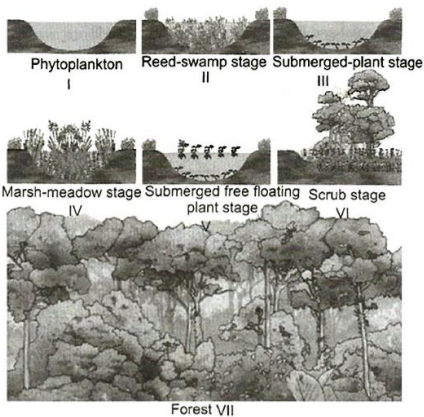 Phytoplankton Reed-swamp stage Submerged-plant stage
I II III
Marsh-meadow stage Submerged free floating plant stage Scrub stage
IV V VI
Forest VII